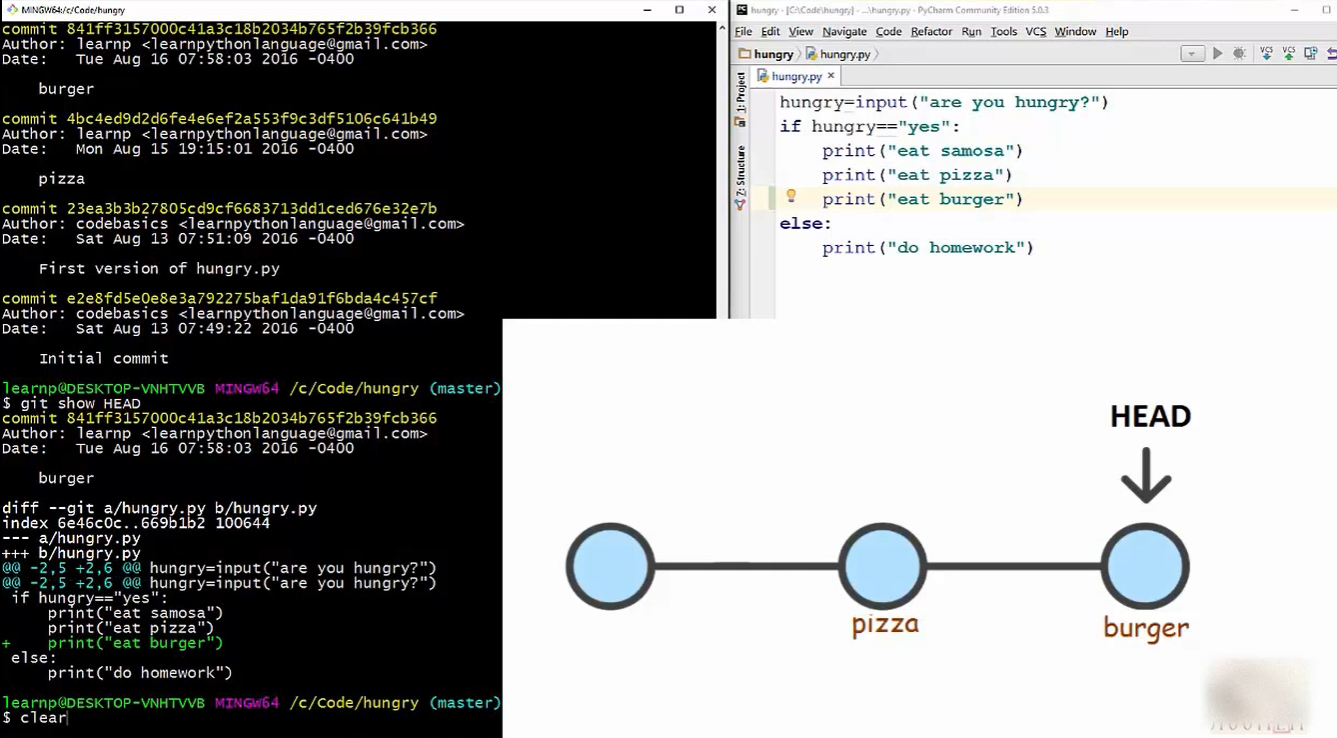 MINGW64:/c/Code/hungry
commit 841ff3157000c41a3c18b2034b765f2b39fcb366
Author: learnp <learnpythonlanguage@gmail.com>
Date:   Tue Aug 16 07:58:03 2016 -0400
burger
commit 4bc4ed9d2d6fe4e6ef2a553f9c3df5106c641b49
Author: learnp <learnpythonlanguage@gmail.com>
Date:   Mon Aug 15 19:15:01 2016 -0400
pizza
commit 23ea3b3b27805cd9cf6683713dd1ced676e32e7b
Author: codebasics <learnpythonlanguage@gmail.com>
Date:   Sat Aug 13 07:51:09 2016 -0400
First version of hungry.py
commit e2e8fd5e0e8e3a792275baf1da91f6bda4c457cf
Author: codebasics <learnpythonlanguage@gmail.com>
Date:   Sat Aug 13 07:49:22 2016 -0400
Initial commit
learnp@DESKTOP-VNHTVVB MINGW64 /c/Code/hungry (master)
$ git show HEAD
commit 841ff3157000c41a3c18b2034b765f2b39fcb366
Author: learnp <learnpythonlanguage@gmail.com>
Date:   Tue Aug 16 07:58:03 2016 -0400
burger
diff --git a/hungry.py b/hungry.py
index 6e46c0c..669b1b2 100644
--- a/hungry.py
+++ b/hungry.py
@@ -2,5 +2,6 @@ hungry=input("are you hungry?")
@@ -2,5 +2,6 @@ hungry=input("are you hungry?")
if hungry=="yes":
print("eat samosa")
print("eat pizza")
+    print("eat burger")
else:
print("do homework")
learnp@DESKTOP-VNHTVVB MINGW64 /c/Code/hungry (master)
$ clear
hungry - [C:\Code\hungry] - ...\hungry.py - PyCharm Community Edition 5.0.3
File Edit View Navigate Code Refactor Run Tools VCS Window Help
hungry hungry.py
VCS VCS
hungry.py
1: Project
7: Structure
hungry=input("are you hungry?")
if hungry=="yes":
print("eat samosa")
print("eat pizza")
print("eat burger")
else:
print("do homework")
HEAD
pizza
burger